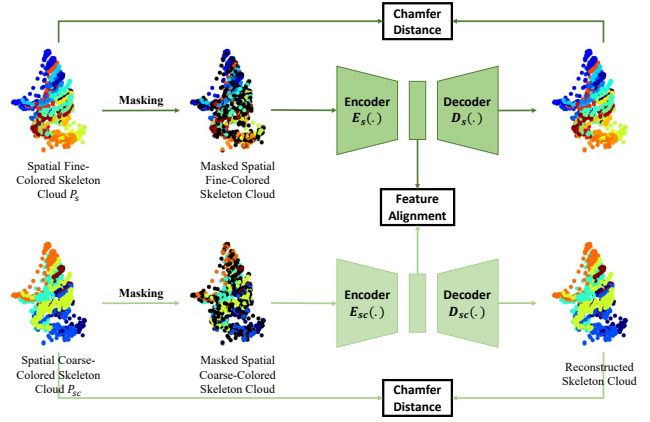 Chamfer
Distance
Masking
Encoder
E_s(.)
Decoder
D_s(.)
Spatial Fine-
Colored Skeleton
Cloud P_s
Masked Spatial
Fine-Colored
Skeleton Cloud
Feature
Alignment
Masking
Encoder
E_sc(.)
Decoder
D_sc(.)
Spatial Coarse-
Colored Skeleton
Cloud P_sc
Masked Spatial
Coarse-Colored
Skeleton Cloud
Reconstructed
Skeleton Cloud
Chamfer
Distance